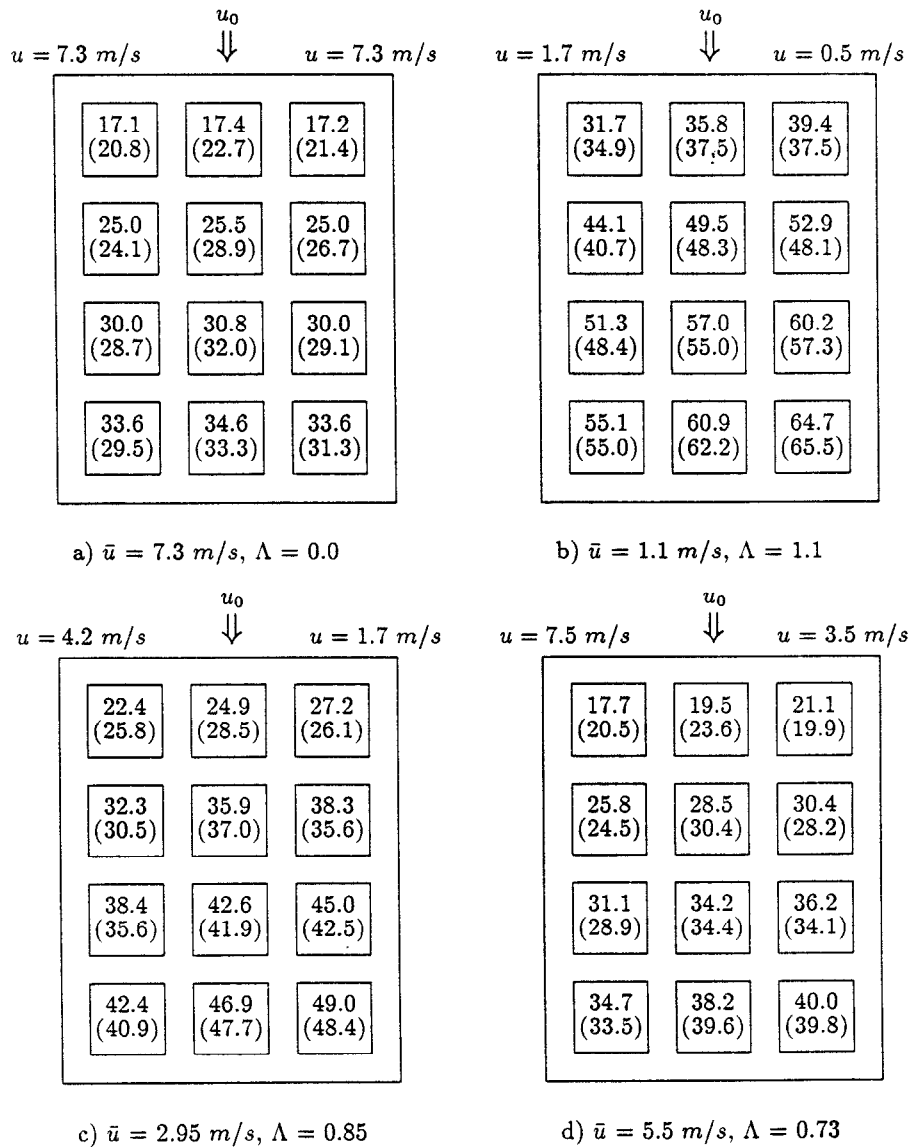 u₀
⇓
u = 7.3 m/s u = 7.3 m/s
17.1 17.4 17.2
(20.8) (22.7) (21.4)
25.0 25.5 25.0
(24.1) (28.9) (26.7)
30.0 30.8 30.0
(28.7) (32.0) (29.1)
33.6 34.6 33.6
(29.5) (33.3) (31.3)
a) ū = 7.3 m/s, Λ = 0.0
u₀
⇓
u = 1.7 m/s u = 0.5 m/s
31.7 35.8 39.4
(34.9) (37.5) (37.5)
44.1 49.5 52.9
(40.7) (48.3) (48.1)
51.3 57.0 60.2
(48.4) (55.0) (57.3)
55.1 60.9 64.7
(55.0) (62.2) (65.5)
b) ū = 1.1 m/s, Λ = 1.1
u₀
⇓
u = 4.2 m/s u = 1.7 m/s
22.4 24.9 27.2
(25.8) (28.5) (26.1)
32.3 35.9 38.3
(30.5) (37.0) (35.6)
38.4 42.6 45.0
(35.6) (41.9) (42.5)
42.4 46.9 49.0
(40.9) (47.7) (48.4)
c) ū = 2.95 m/s, Λ = 0.85
u₀
⇓
u = 7.5 m/s u = 3.5 m/s
17.7 19.5 21.1
(20.5) (23.6) (19.9)
25.8 28.5 30.4
(24.5) (30.4) (28.2)
31.1 34.2 36.2
(28.9) (34.4) (34.1)
34.7 38.2 40.0
(33.5) (39.6) (39.8)
d) ū = 5.5 m/s, Λ = 0.73